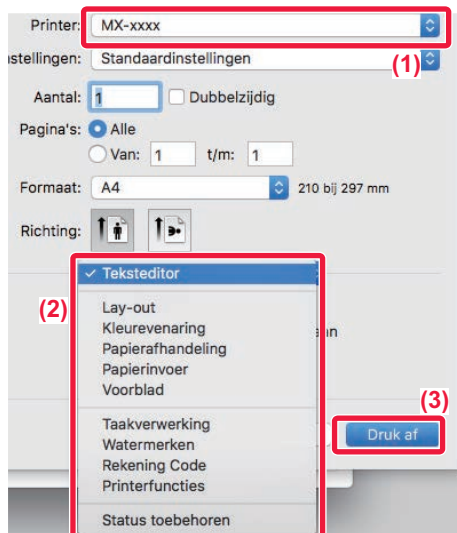 Printer: MX-xxxx
(1)
stellingen: Standaardinstellingen
Aantal: 1 Dubbelzijdig
Pagina's: Alle
Van: 1 t/m: 1
Formaat: A4 210 bij 297 mm
Richting:
✓ Teksteditor
(2)
Lay-out
Kleurevenaring
Papierafhandeling
Papierinvoer
Voorblad
(3)
Taakverwerking
Druk af
Watermerken
Rekening Code
Printerfuncties
Status toebehoren